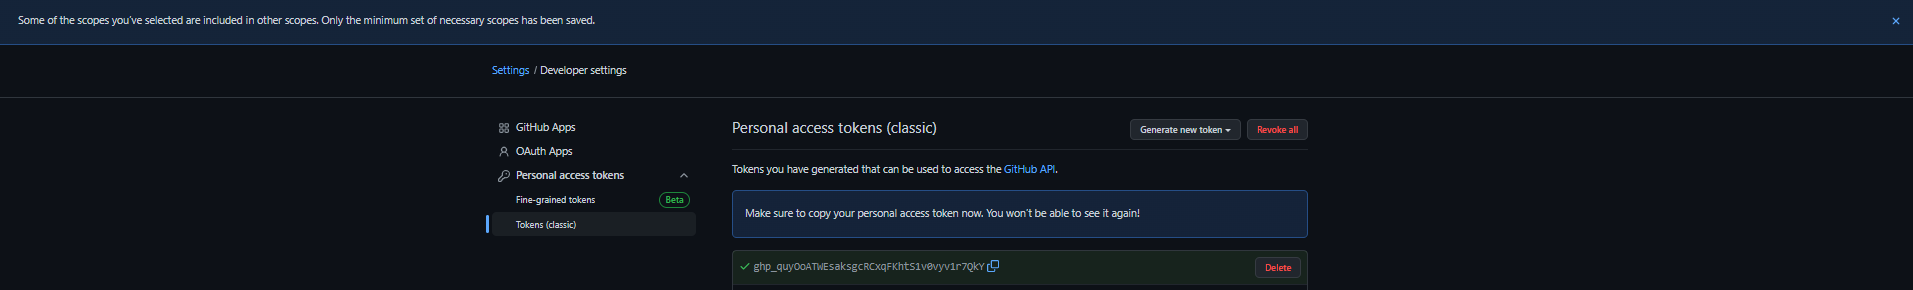 Some of the scopes you've selected are included in other scopes. Only the minimum set of necessary scopes has been saved.
Settings / Developer settings
GitHub Apps
OAuth Apps
Personal access tokens
Fine-grained tokens Beta
Tokens (classic)
Personal access tokens (classic)
Generate new token
Revoke all
Tokens you have generated that can be used to access the GitHub API.
Make sure to copy your personal access token now. You won't be able to see it again!
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
Delete